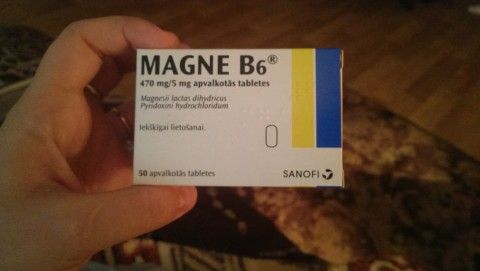 MAGNE B6®
470 mg/5 mg apvalkotās tabletes
Magnesii lactas dihydricus
Pyridoxini hydrochloridum
Iekšķīgai lietošanai.
50 apvalkotās tabletes
SANOFI